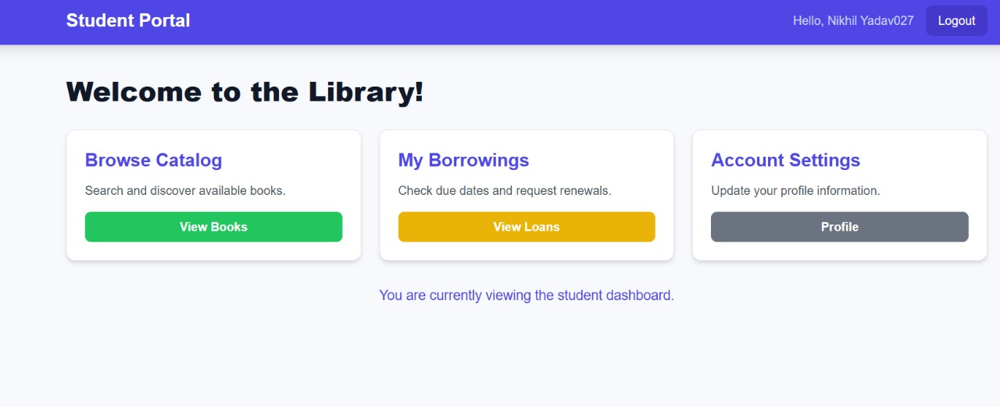 Student Portal
Hello, Nikhil Yadav027
Logout
Welcome to the Library!
Browse Catalog
Search and discover available books.
View Books
My Borrowings
Check due dates and request renewals.
View Loans
Account Settings
Update your profile information.
Profile
You are currently viewing the student dashboard.